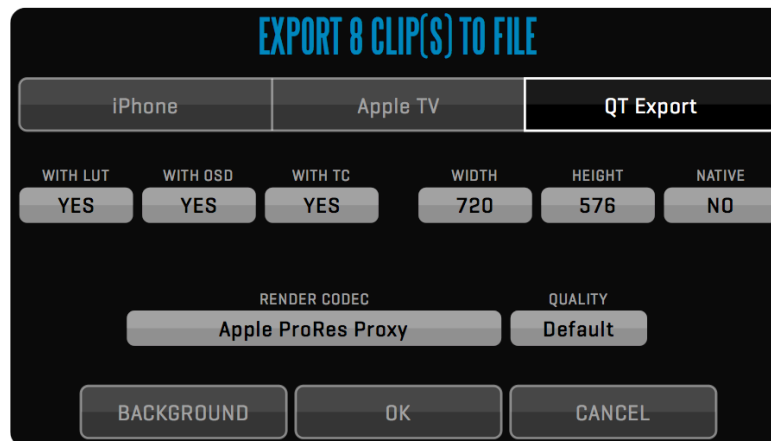 EXPORT 8 CLIP(S) TO FILE
iPhone Apple TV QT Export
WITH LUT WITH OSD WITH TC WIDTH HEIGHT NATIVE
YES YES YES 720 576 NO
RENDER CODEC QUALITY
Apple ProRes Proxy Default
BACKGROUND OK CANCEL